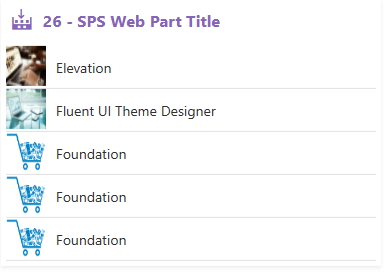 26 - SPS Web Part Title
Elevation
Fluent UI Theme Designer
Foundation
Foundation
Foundation